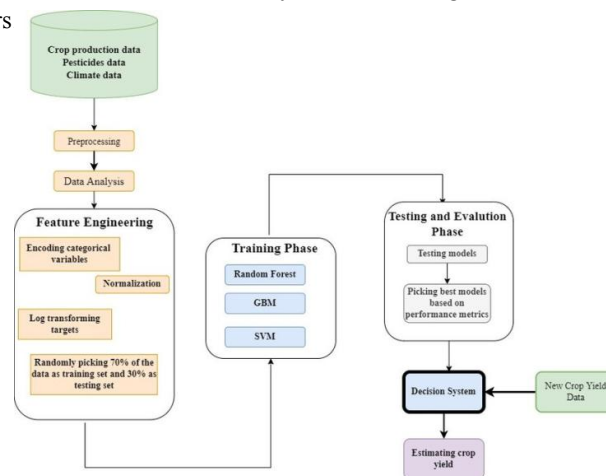 rs
Crop production data
Pesticides data
Climate data
Preprocessing
Data Analysis
Feature Engineering
Encoding categorical
variables
Normalization
Log transforming
targets
Randomly picking 70% of the
data as training set and 30% as
testing set
Training Phase
Random Forest
GBM
SVM
Testing and Evalution
Phase
Testing models
Picking best models
based on
performance metrics
Decision System
New Crop Yield
Data
Estimating crop
yield